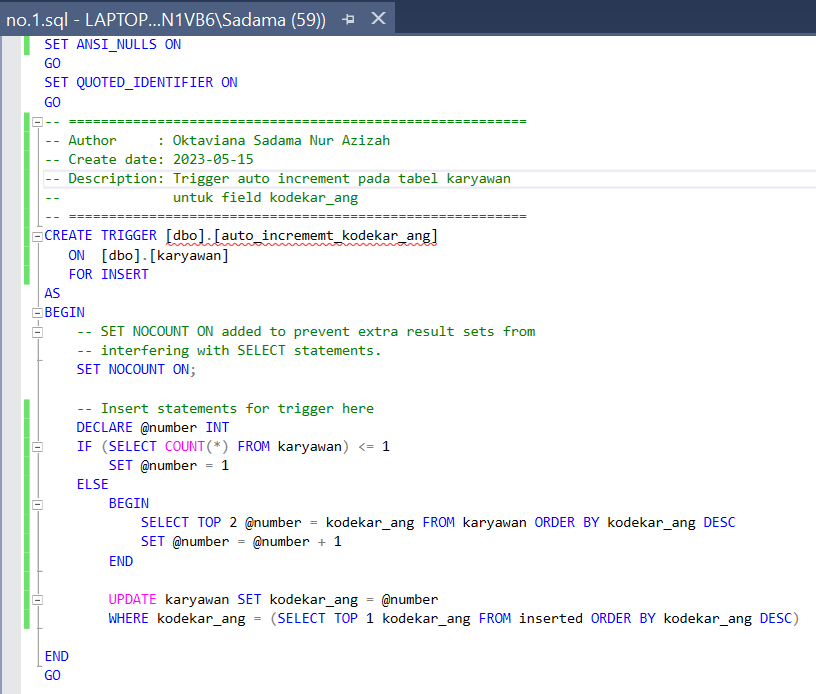 no.1.sql - LAPTOP...N1VB6\Sadama (59))
SET ANSI_NULLS ON
GO
SET QUOTED_IDENTIFIER ON
GO
-- =========================================================
-- Author     : Oktaviana Sadama Nur Azizah
-- Create date: 2023-05-15
-- Description: Trigger auto increment pada tabel karyawan
--              untuk field kodekar_ang
-- =========================================================
CREATE TRIGGER [dbo].[auto_incrememt_kodekar_ang]
   ON  [dbo].[karyawan]
   FOR INSERT
AS
BEGIN
    -- SET NOCOUNT ON added to prevent extra result sets from
    -- interfering with SELECT statements.
    SET NOCOUNT ON;
    -- Insert statements for trigger here
    DECLARE @number INT
    IF (SELECT COUNT(*) FROM karyawan) <= 1
        SET @number = 1
    ELSE
        BEGIN
            SELECT TOP 2 @number = kodekar_ang FROM karyawan ORDER BY kodekar_ang DESC
            SET @number = @number + 1
        END
        UPDATE karyawan SET kodekar_ang = @number
        WHERE kodekar_ang = (SELECT TOP 1 kodekar_ang FROM inserted ORDER BY kodekar_ang DESC)
END
GO